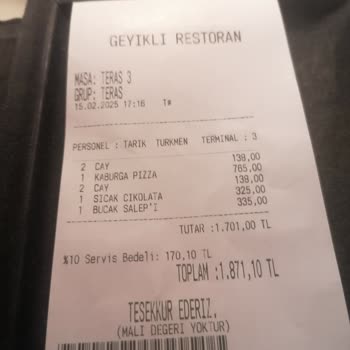 GEYIKLI RESTORAN
MASA: TERAS 3
GRUP: TERAS
15.02.2025 17:16 T#
PERSONEL : TARIK TURKMEN TERMINAL : 3
2 CAY 138,00
1 KABURGA PIZZA 765,00
2 CAY 138,00
1 SICAK CIKOLATA 325,00
1 BUCAK SALEP'I 335,00
TUTAR :1.701,00 TL
%10 Servis Bedeli: 170,10 TL
TOPLAM :1.871,10 TL
TESEKKUR EDERIZ.
(MALI DEGERI YOKTUR)